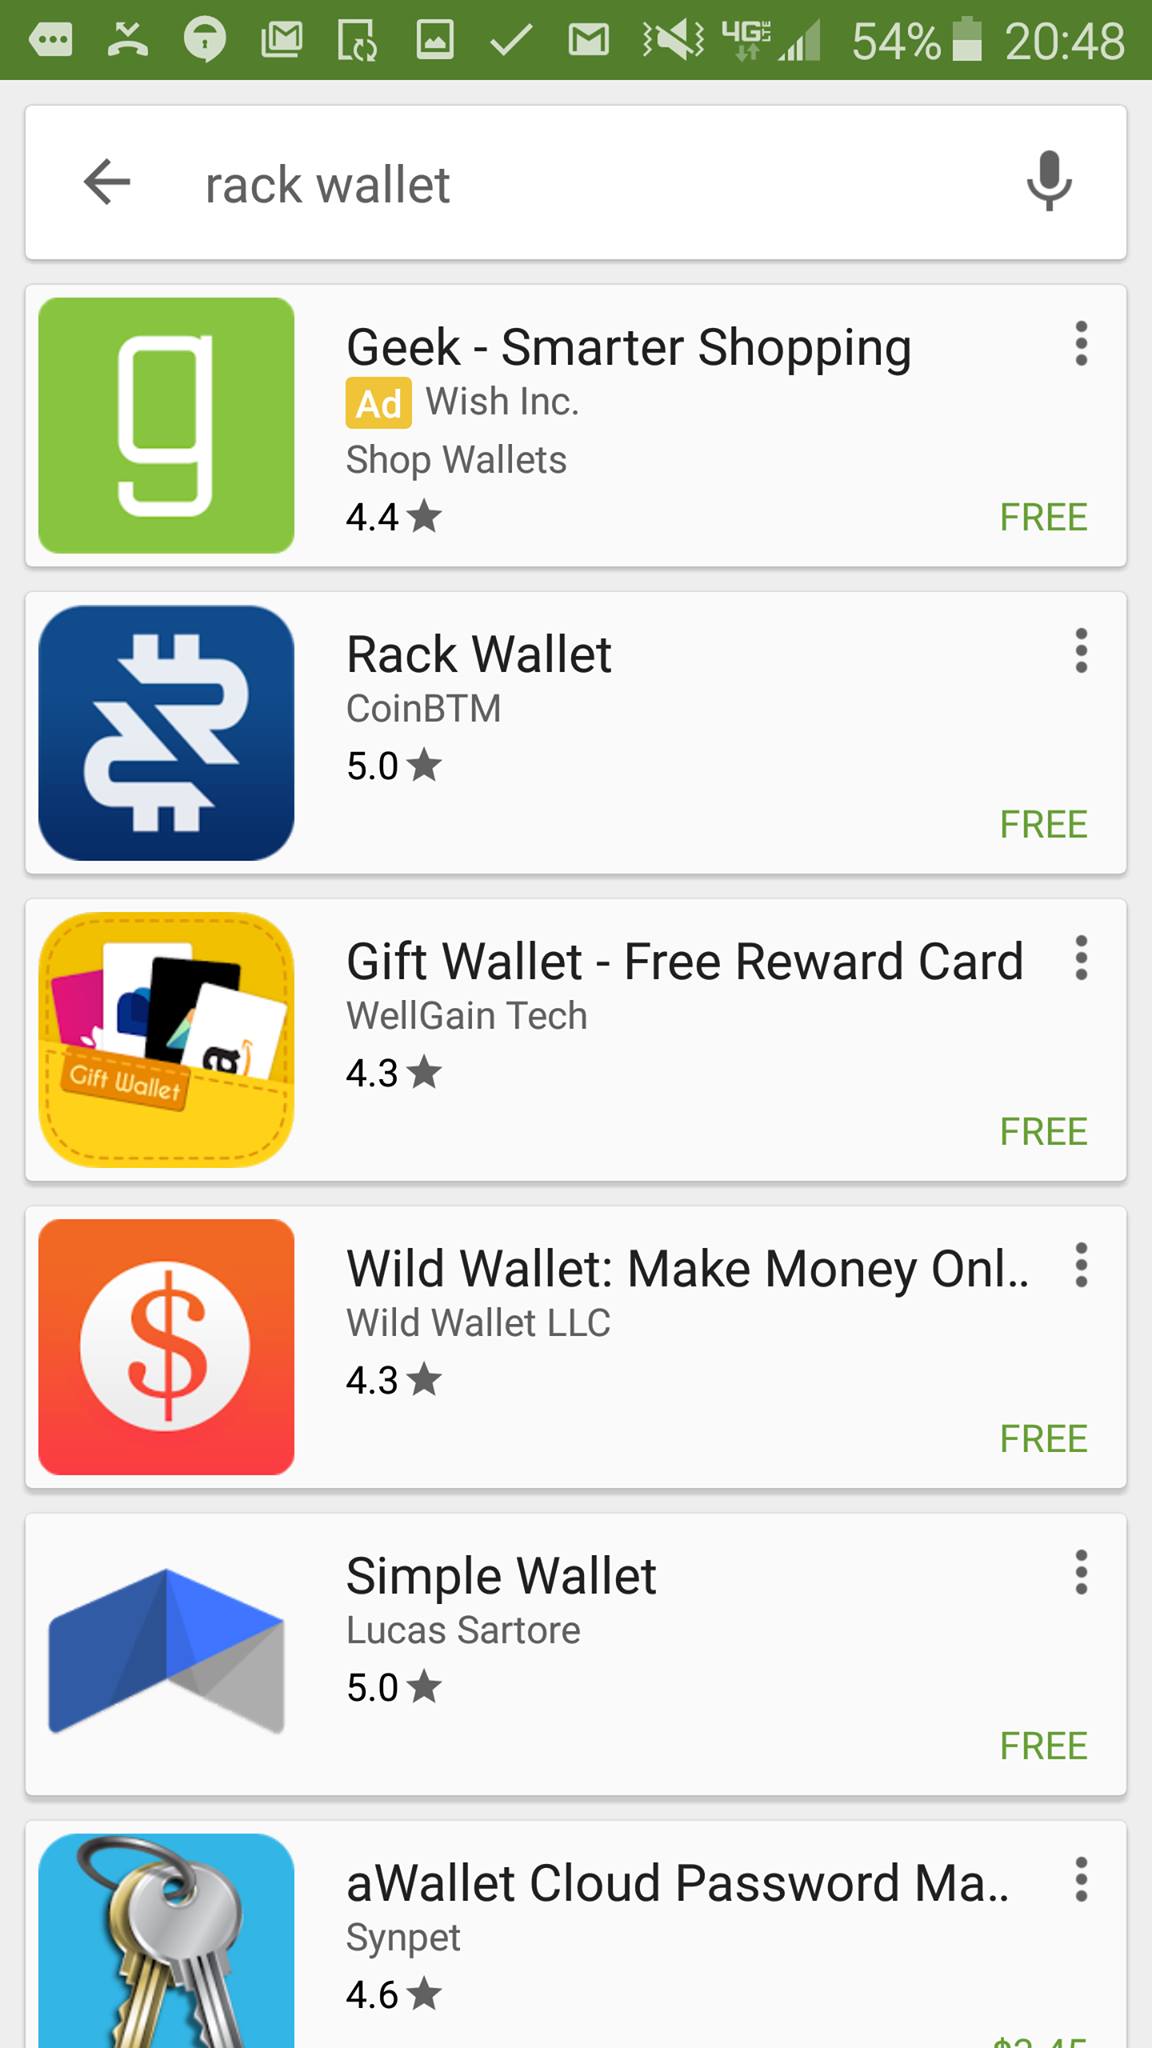 54% 20:48
rack wallet
g
Geek - Smarter Shopping
Ad Wish Inc.
Shop Wallets
4.4
FREE
Rack Wallet
CoinBTM
5.0
FREE
Gift Wallet
a
Gift Wallet - Free Reward Card
WellGain Tech
4.3
FREE
$
Wild Wallet: Make Money Onl..
Wild Wallet LLC
4.3
FREE
Simple Wallet
Lucas Sartore
5.0
FREE
aWallet Cloud Password Ma..
Synpet
4.6